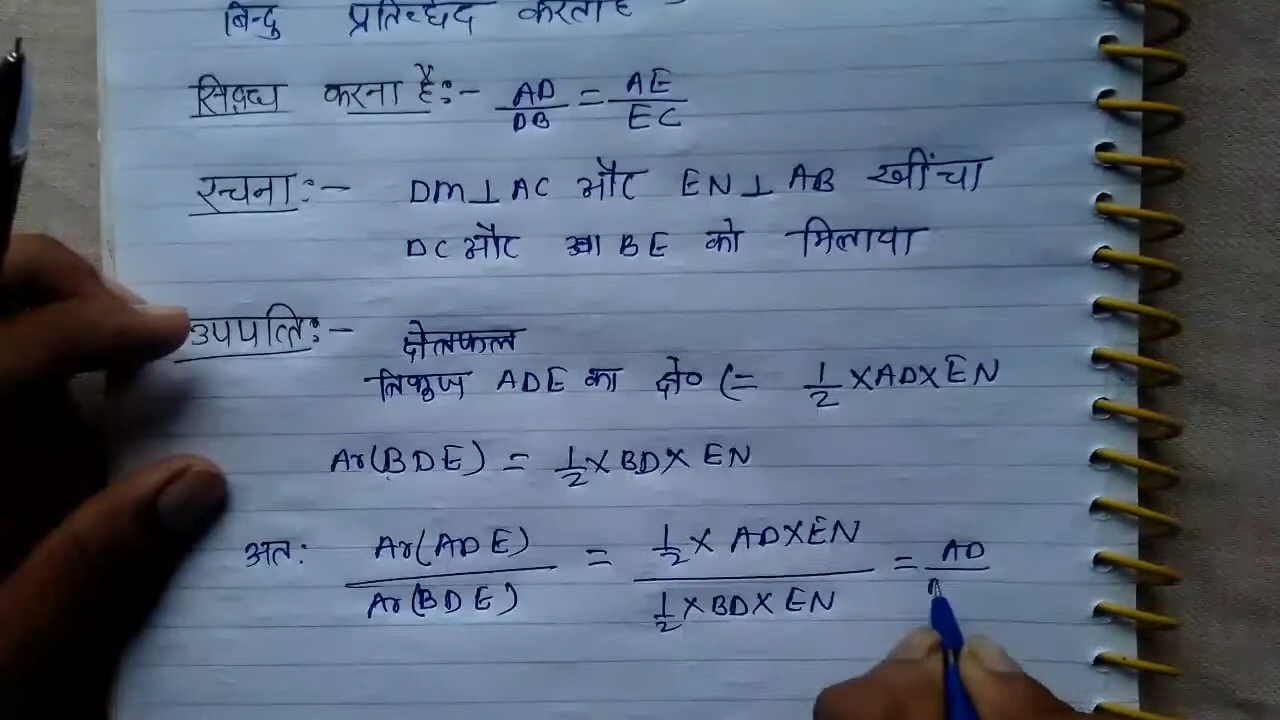 बिन्दु प्रतिच्छेद करता है
सिद्ध करना है:- AD/DB = AE/EC
रचना:- DM⊥AC और EN⊥AB खींचा
DC और BE को मिलाया
उपपत्ति:- क्षेत्रफल
त्रिभुज ADE का क्षे० (= 1/2 ×AD×EN
Ar(BDE) = 1/2 × BD × EN
अतः Ar(ADE)/Ar(BDE) = 1/2 × AD×EN / 1/2 × BD × EN = AD